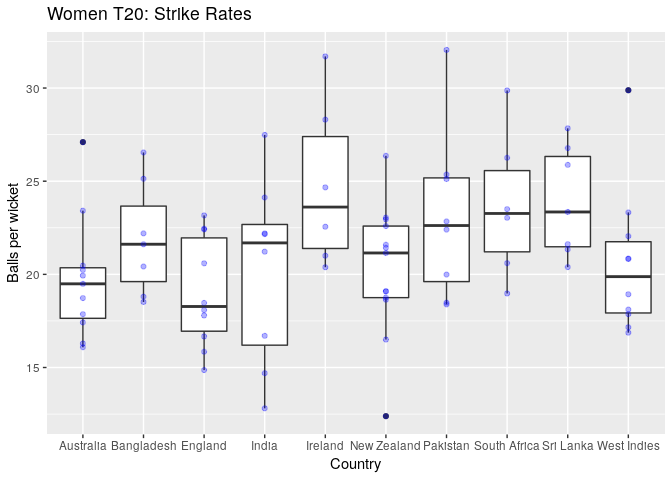 Women T20: Strike Rates
Balls per wicket
30
25
20
15
Australia Bangladesh England India Ireland New Zealand Pakistan South Africa Sri Lanka West Indies
Country